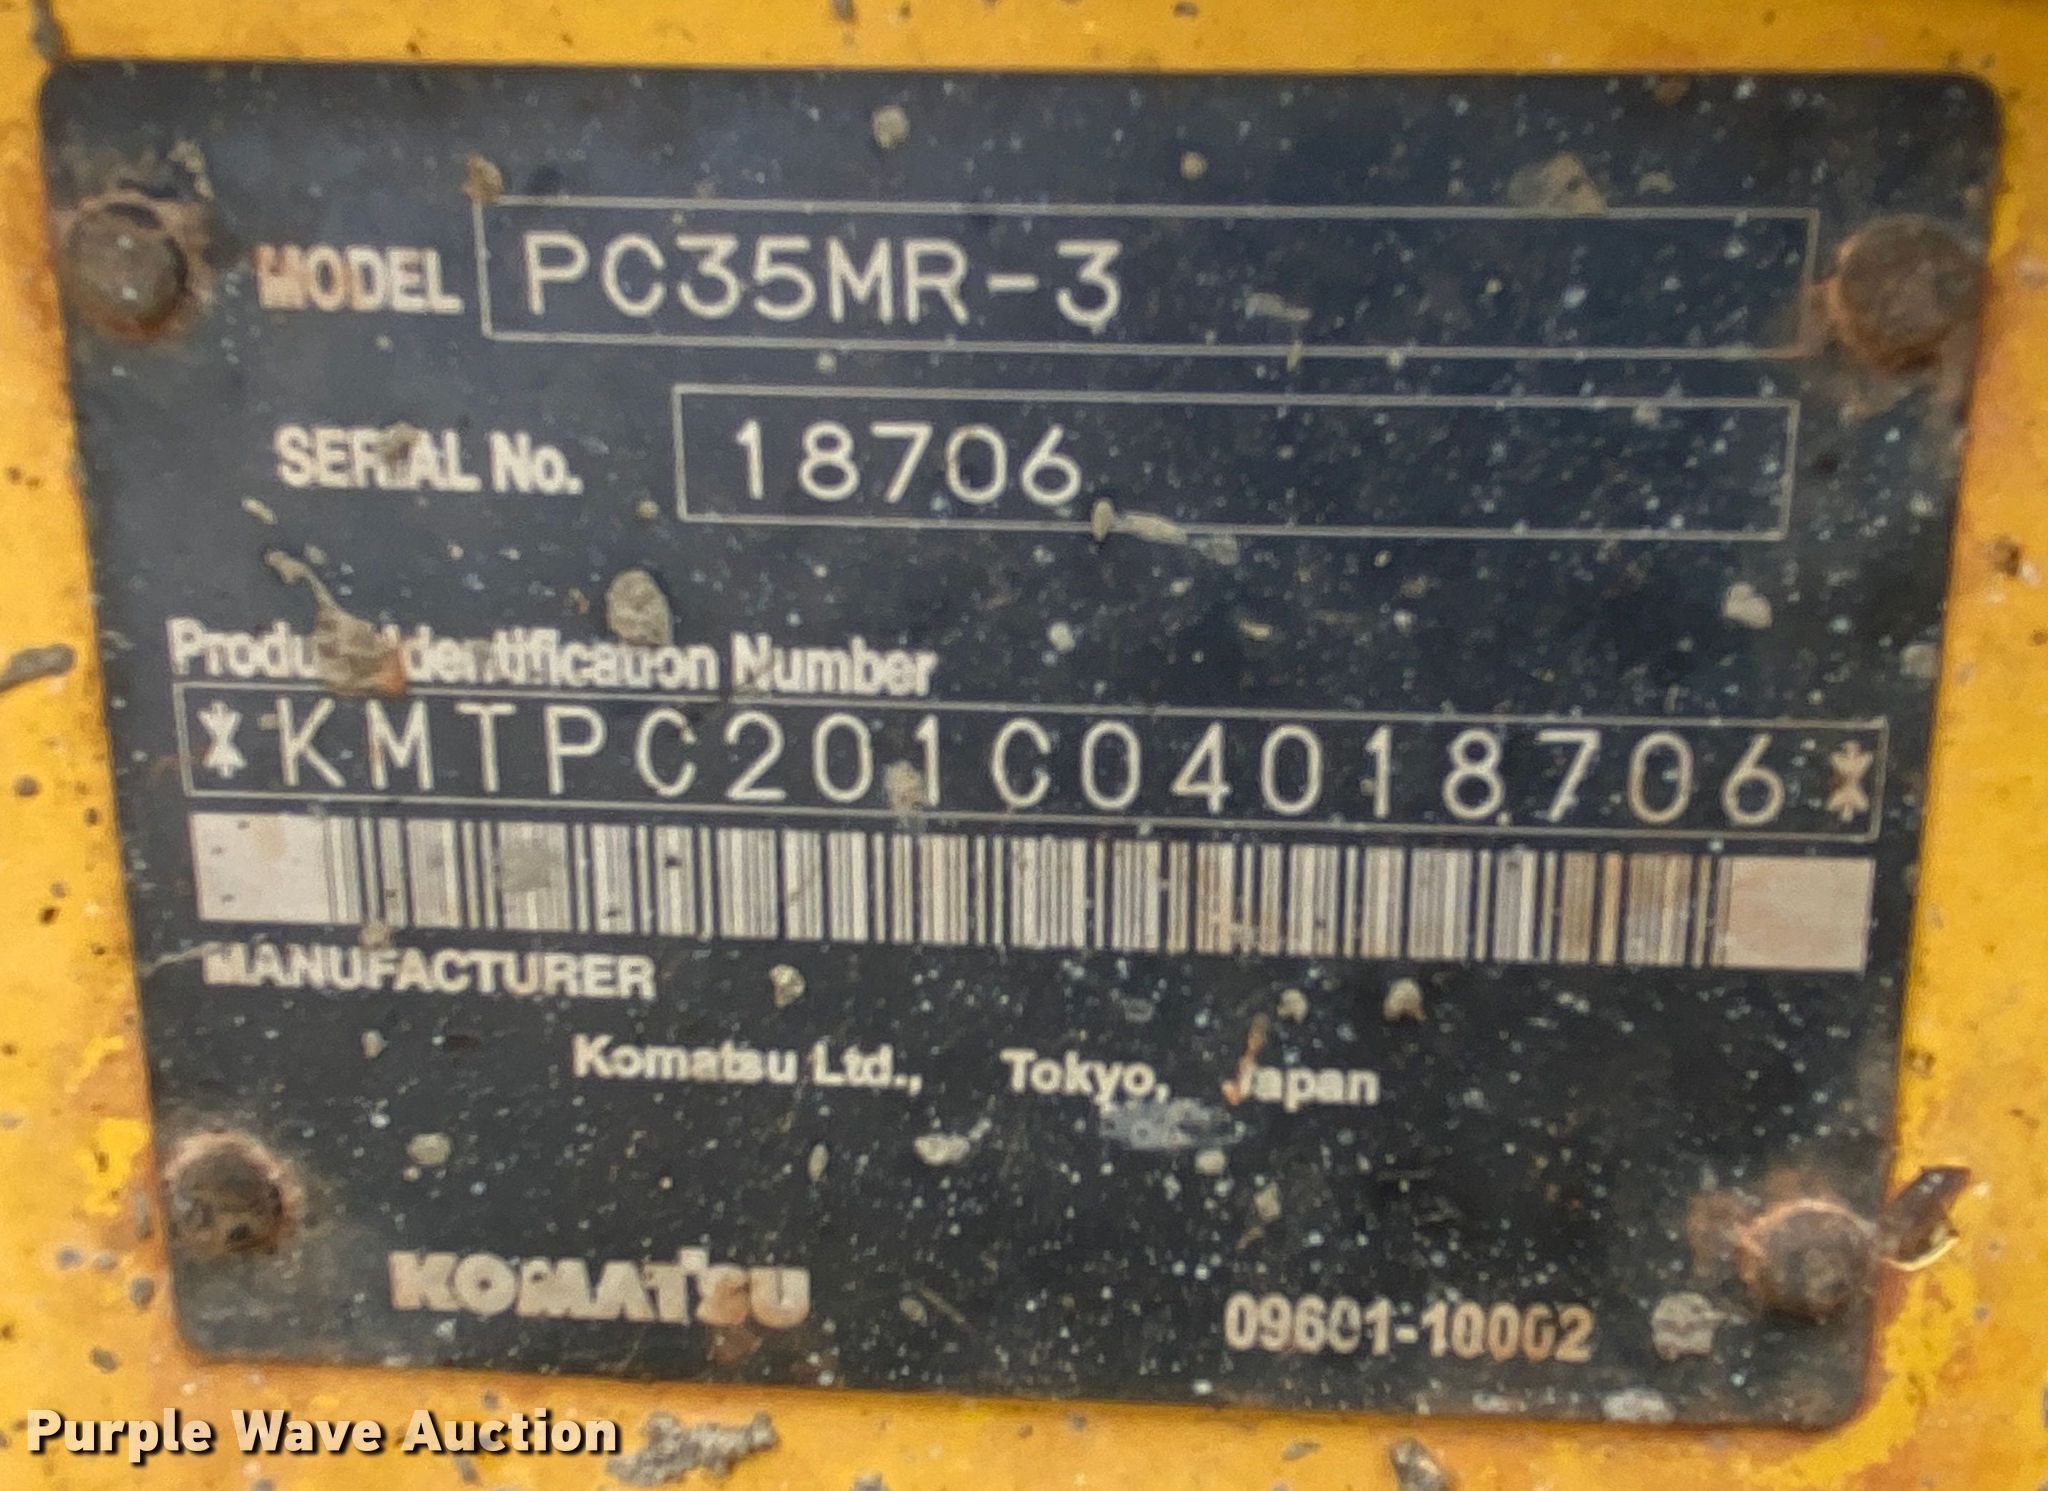 MODEL PC35MR-3
SERIAL No. 18706
Product Identification Number
*KMTPC201C04018706*
MANUFACTURER
Komatsu Ltd., Tokyo, Japan
KOMATSU 09601-10002
Purple Wave Auction